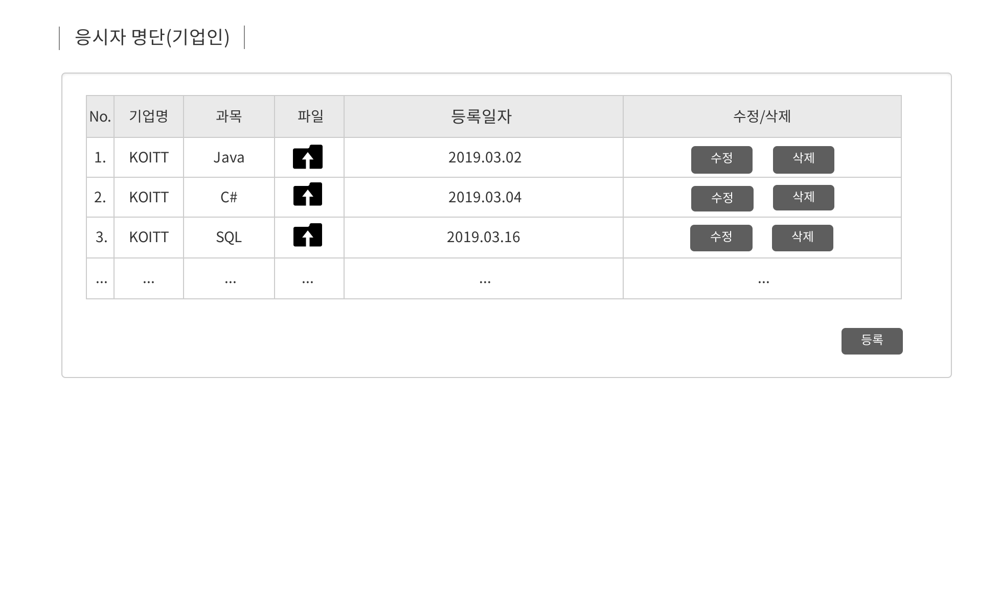 응시자 명단(기업인)
No. 기업명 과목 파일 등록일자 수정/삭제
1. KOITT Java 2019.03.02 수정 삭제
2. KOITT C# 2019.03.04 수정 삭제
3. KOITT SQL 2019.03.16 수정 삭제
... ... ... ... ... ...
등록